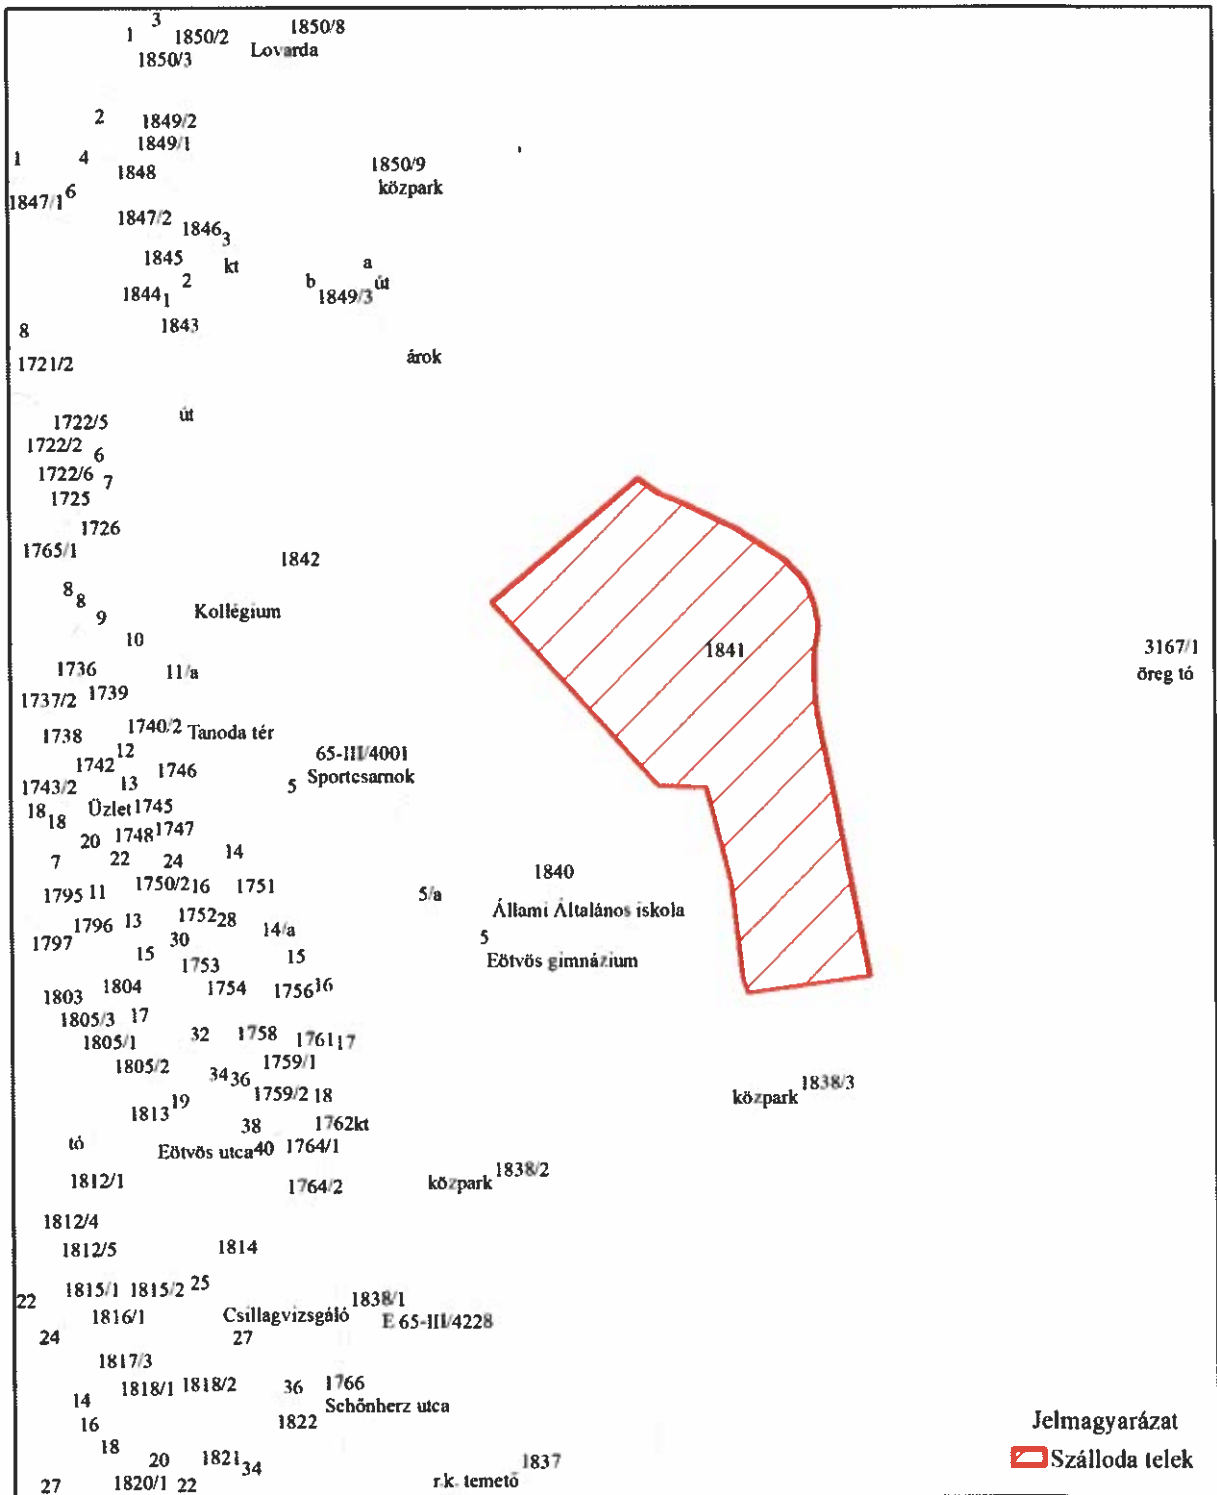 3
1 1850/2 1850/8
1850/3 Lovarda
2 1849/2
1849/1
1 4 1848 1850/9
közpark
1847/1 6
1847/2 1846 3
1845 kt a
2 b út
1844 1 1849/3
1843
8
1721/2 árok
út
1722/5
1722/2 6
1722/6 7
1725
1726
1765/1 1842
8
8
9 Kollégium
10
1736 11/a 1841 3167/1
öreg tó
1737/2 1739
1738 1740/2 Tanoda tér
12 65-III/4001
1742 1746 Sportcsarnok
1743/2 13 5
18 Üzlet 1745
18 1748 1747
20 14
7 22 24 1840
1795 11 1750/2 16 1751 5/a
1796 13 1752 28 Állami Általános iskola
14/a
1797 30 5
15 1753 15 Eötvös gimnázium
1803 1804 1754 1756 16
1805/3 17
1805/1 32 1758 1761 17
1805/2 1759/1
34 36 1838/3
19 1759/2 18 közpark
1813
38 1762kt
tó Eötvös utca 40 1764/1
1812/1 1764/2 közpark 1838/2
1812/4
1812/5 1814
1815/1 1815/2 25
22 1838/1
1816/1 Csillagvizsgáló E 65-III/4228
24 27
1817/3
1818/1 1818/2 36 1766
14 Schönherz utca
16 1822 Jelmagyarázat
18
20 1821 34 1837 Szálloda telek
27 1820/1 22 r.k. temető